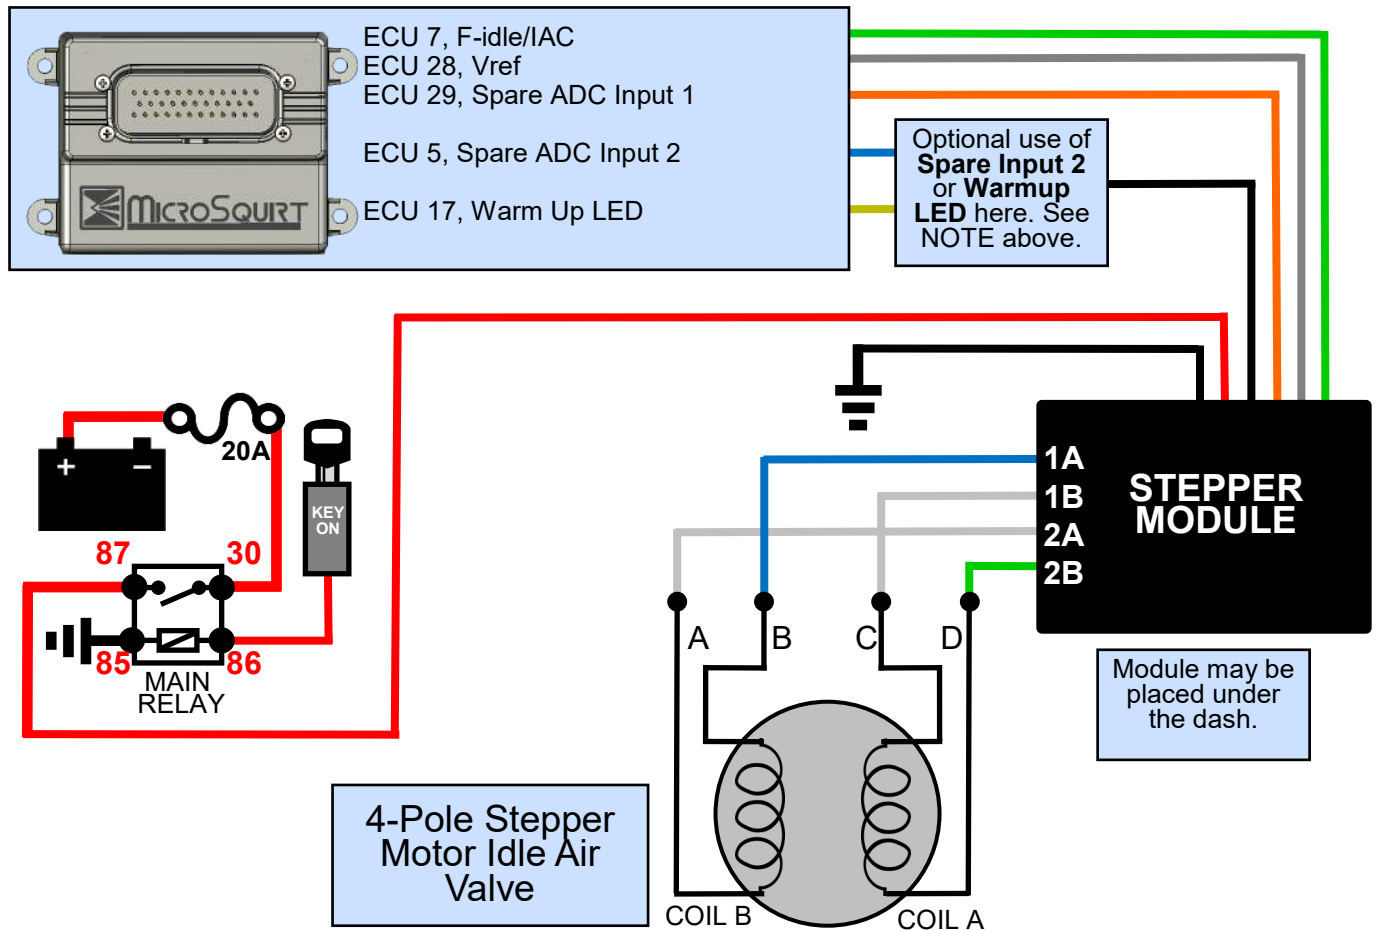 ECU 7, F-idle/IAC
ECU 28, Vref
ECU 29, Spare ADC Input 1
ECU 5, Spare ADC Input 2
ECU 17, Warm Up LED
MICROSQUIRT
Optional use of
Spare Input 2
or Warmup
LED here. See
NOTE above.
20A
+ −
KEY
ON
87
30
85
86
MAIN
RELAY
1A
1B
2A
2B
STEPPER
MODULE
A
B
C
D
Module may be
placed under
the dash.
4-Pole Stepper
Motor Idle Air
Valve
COIL B
COIL A